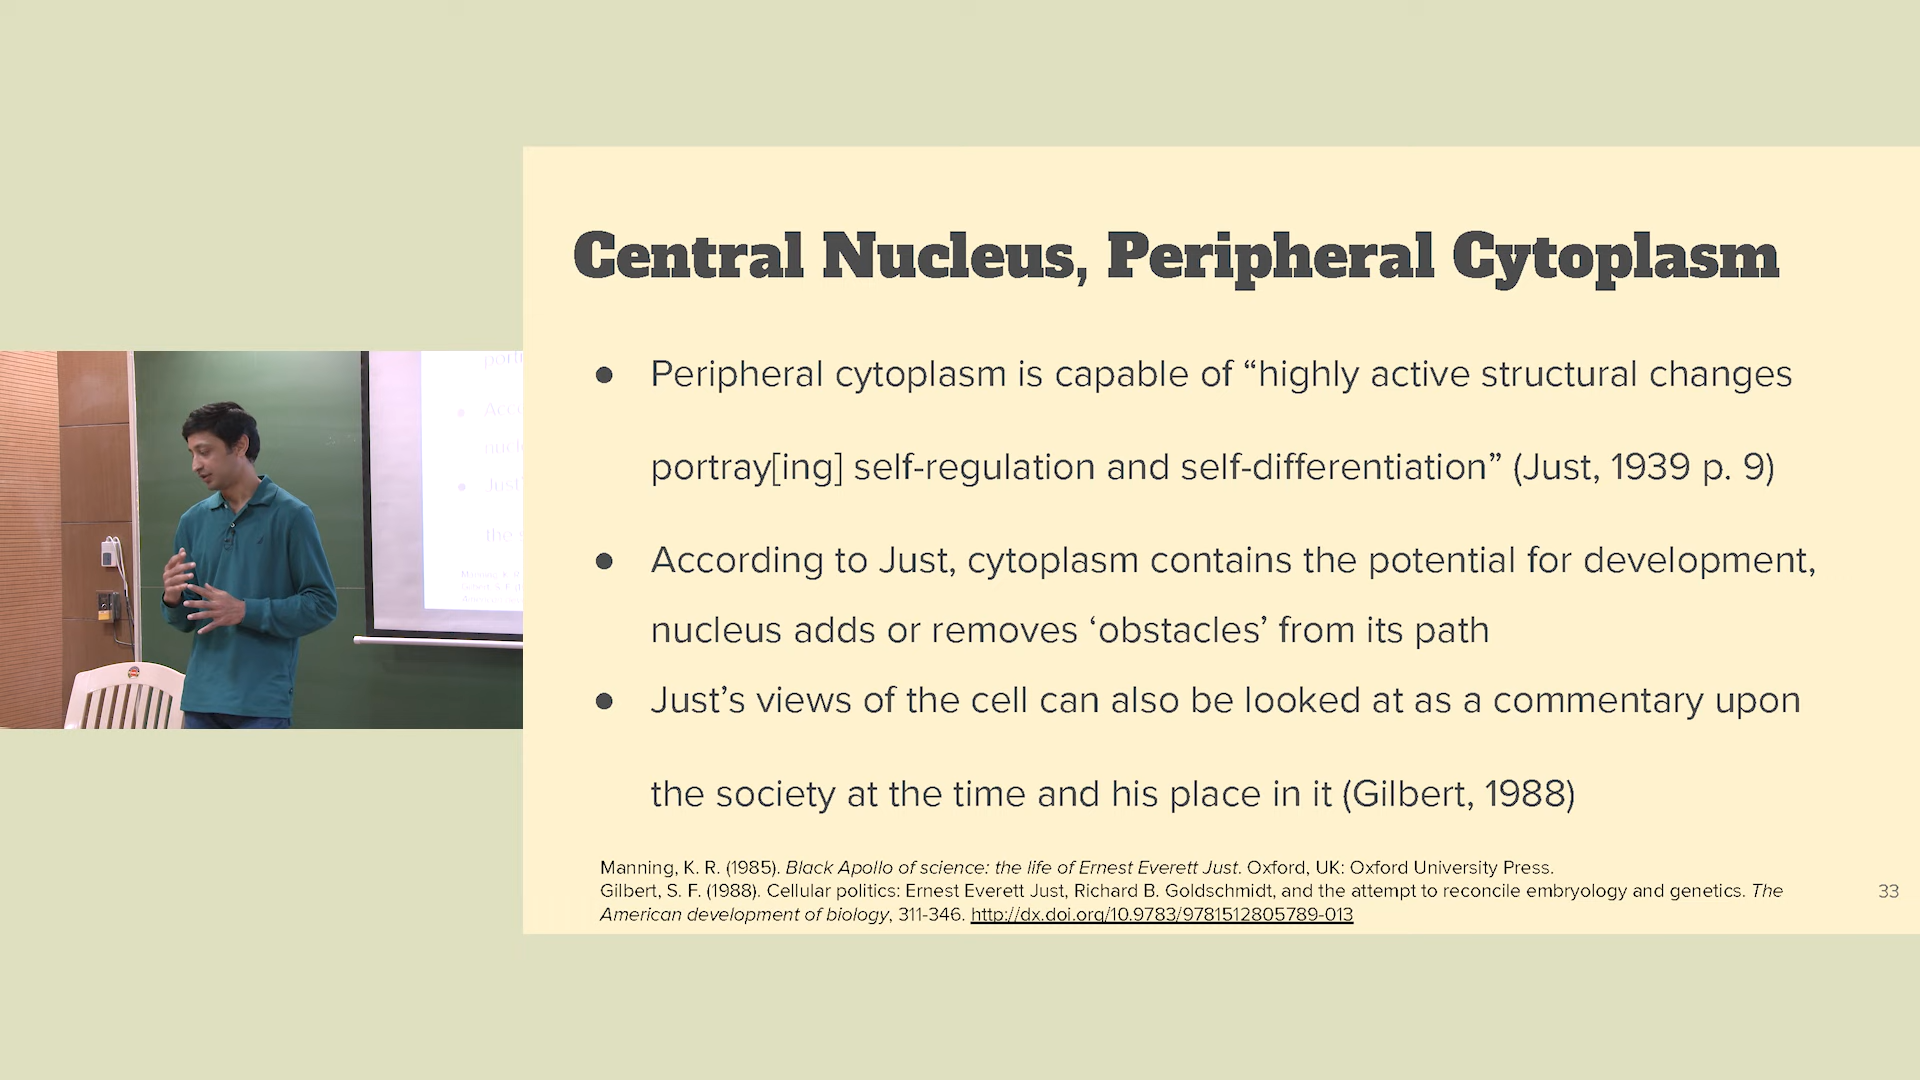 Central Nucleus, Peripheral Cytoplasm
● Peripheral cytoplasm is capable of “highly active structural changes
portray[ing] self-regulation and self-differentiation” (Just, 1939 p. 9)
● According to Just, cytoplasm contains the potential for development,
nucleus adds or removes ‘obstacles’ from its path
● Just’s views of the cell can also be looked at as a commentary upon
the society at the time and his place in it (Gilbert, 1988)
Manning, K. R. (1985). Black Apollo of science: the life of Ernest Everett Just. Oxford, UK: Oxford University Press.
Gilbert, S. F. (1988). Cellular politics: Ernest Everett Just, Richard B. Goldschmidt, and the attempt to reconcile embryology and genetics. The
American development of biology, 311-346. http://dx.doi.org/10.9783/9781512805789-013
33